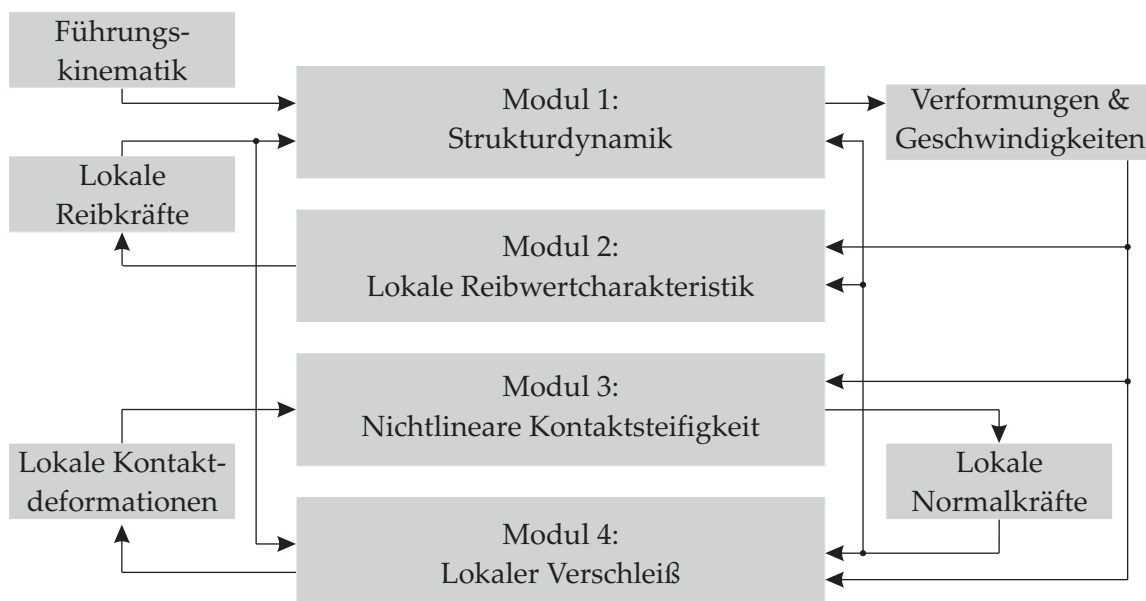 Führungs-
kinematik
Modul 1:
Strukturdynamik
Verformungen &
Geschwindigkeiten
Lokale
Reibkräfte
Modul 2:
Lokale Reibwertcharakteristik
Modul 3:
Nichtlineare Kontaktsteifigkeit
Lokale Kontakt-
deformationen
Lokale
Normalkräfte
Modul 4:
Lokaler Verschleiß